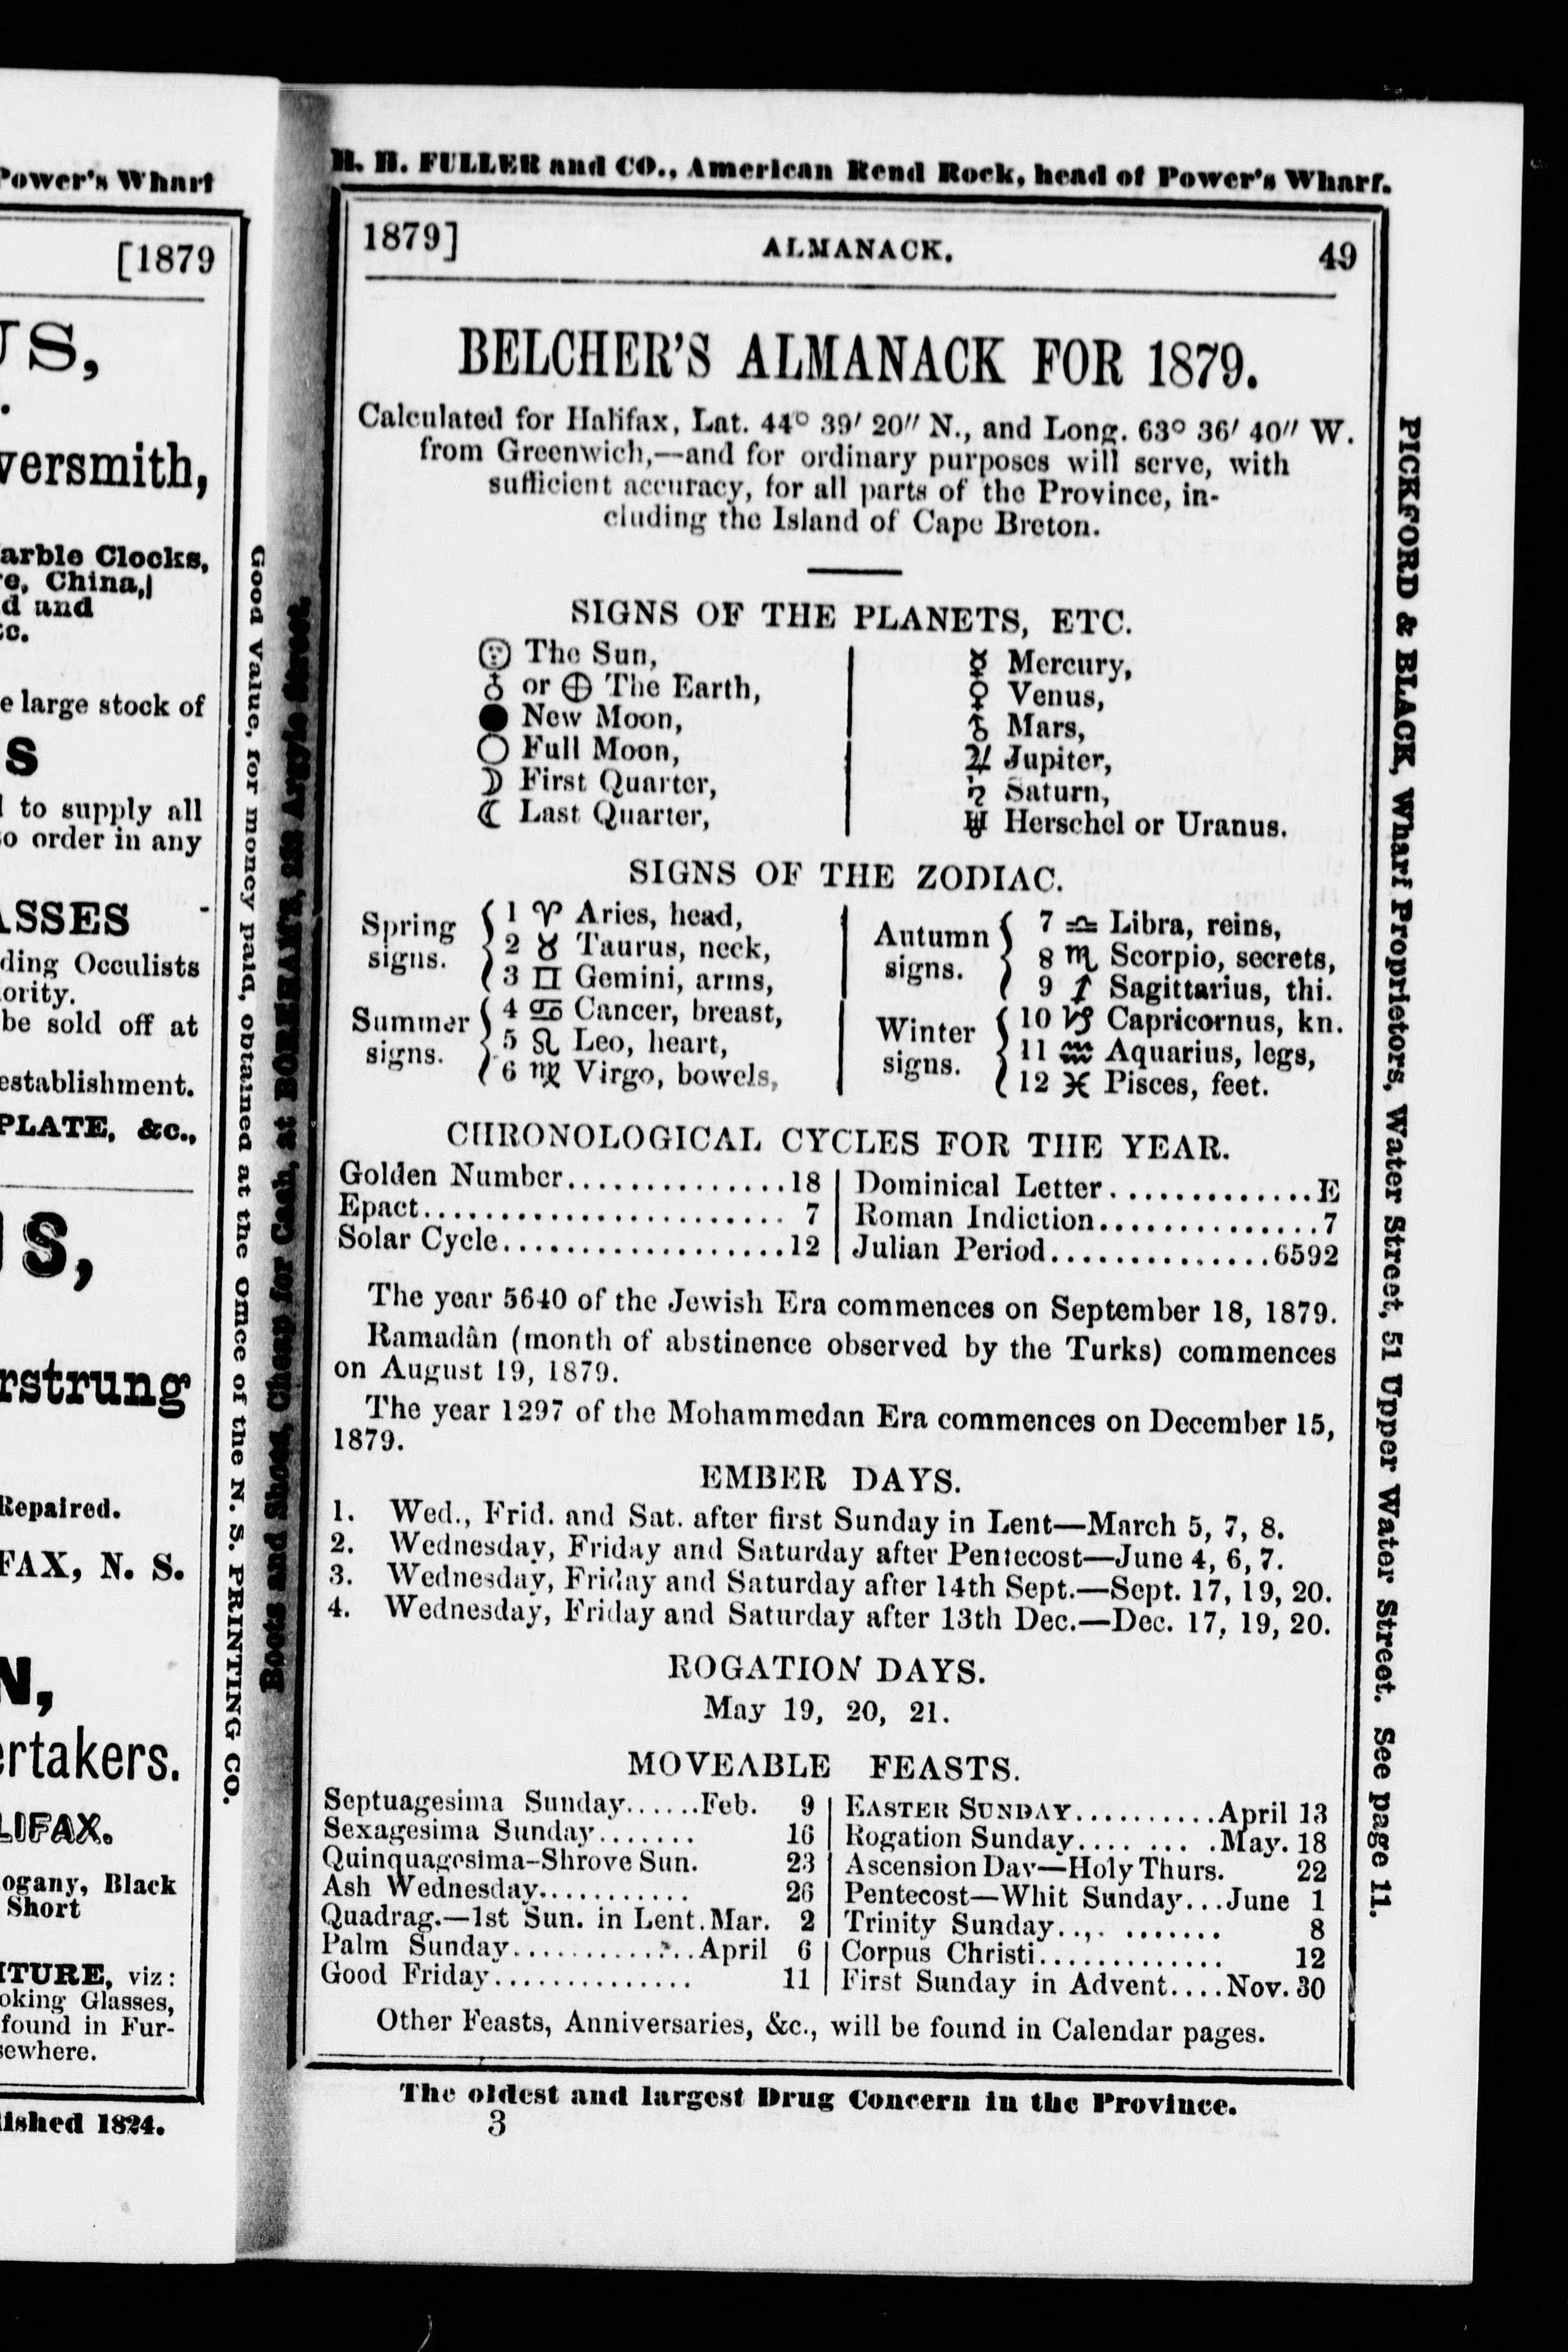 Power's Wharf
[1879
US,
versmith,
arble Clocks,
re, China,
d and
&c.
e large stock of
S
to supply all
so order in any
ASSES
ding Occulists
ority.
be sold off at
establishment.
PLATE, &c.,
S,
rstrung
Repaired.
FAX, N. S.
N,
ertakers.
LIFAX.
ogany, Black
Short
ITURE, viz:
oking Glasses,
found in Fur-
sewhere.
lished 1824.
Good Value, for money paid, obtained at the Office of the N. S. PRINTING CO.
Boots and Shoes, Cheap for Cash, at BOREHAM'S, 232 Argyle Street.
H. H. FULLER and CO., American Rend Rock, head of Power's Wharf.
1879] ALMANACK. 49
BELCHER'S ALMANACK FOR 1879.
Calculated for Halifax, Lat. 44° 39′ 20″ N., and Long. 63° 36′ 40″ W.
from Greenwich,—and for ordinary purposes will serve, with
sufficient accuracy, for all parts of the Province, in-
cluding the Island of Cape Breton.
SIGNS OF THE PLANETS, ETC.
☉ The Sun,
♁ or ⊕ The Earth,
● New Moon,
○ Full Moon,
☽ First Quarter,
☾ Last Quarter,
☿ Mercury,
♀ Venus,
♂ Mars,
♃ Jupiter,
♄ Saturn,
♅ Herschel or Uranus.
SIGNS OF THE ZODIAC.
Spring signs.
1 ♈ Aries, head,
2 ♉ Taurus, neck,
3 ♊ Gemini, arms,
Summer signs.
4 ♋ Cancer, breast,
5 ♌ Leo, heart,
6 ♍ Virgo, bowels,
Autumn signs.
7 ♎ Libra, reins,
8 ♏ Scorpio, secrets,
9 ♐ Sagittarius, thi.
Winter signs.
10 ♑ Capricornus, kn.
11 ♒ Aquarius, legs,
12 ♓ Pisces, feet.
CHRONOLOGICAL CYCLES FOR THE YEAR.
Golden Number..............18 | Dominical Letter.............E
Epact....................... 7 | Roman Indiction..............7
Solar Cycle..................12 | Julian Period..............6592
The year 5640 of the Jewish Era commences on September 18, 1879.
Ramadân (month of abstinence observed by the Turks) commences
on August 19, 1879.
The year 1297 of the Mohammedan Era commences on December 15,
1879.
EMBER DAYS.
1. Wed., Frid. and Sat. after first Sunday in Lent—March 5, 7, 8.
2. Wednesday, Friday and Saturday after Pentecost—June 4, 6, 7.
3. Wednesday, Friday and Saturday after 14th Sept.—Sept. 17, 19, 20.
4. Wednesday, Friday and Saturday after 13th Dec.—Dec. 17, 19, 20.
ROGATION DAYS.
May 19, 20, 21.
MOVEABLE FEASTS.
Septuagesima Sunday......Feb. 9 | EASTER SUNDAY..........April 13
Sexagesima Sunday....... 16 | Rogation Sunday.........May. 18
Quinquagesima-Shrove Sun. 23 | Ascension Day—Holy Thurs. 22
Ash Wednesday........... 26 | Pentecost—Whit Sunday...June 1
Quadrag.—1st Sun. in Lent.Mar. 2 | Trinity Sunday........... 8
Palm Sunday..............April 6 | Corpus Christi............. 12
Good Friday.............. 11 | First Sunday in Advent....Nov. 30
Other Feasts, Anniversaries, &c., will be found in Calendar pages.
The oldest and largest Drug Concern in the Province.
3
PICKFORD & BLACK, Wharf Proprietors, Water Street, 51 Upper Water Street. See page 11.